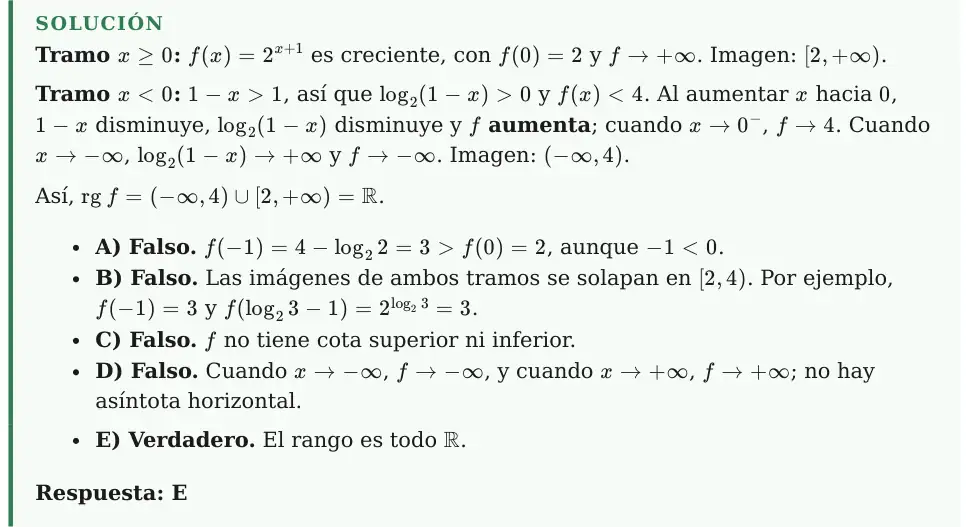 SOLUCIÓN
Tramo x ≥ 0: f(x) = 2^{x+1} es creciente, con f(0) = 2 y f → +∞. Imagen: [2, +∞).
Tramo x < 0: 1 − x > 1, así que log₂(1 − x) > 0 y f(x) < 4. Al aumentar x hacia 0,
1 − x disminuye, log₂(1 − x) disminuye y f aumenta; cuando x → 0⁻, f → 4. Cuando
x → −∞, log₂(1 − x) → +∞ y f → −∞. Imagen: (−∞, 4).
Así, rg f = (−∞, 4) ∪ [2, +∞) = ℝ.
• A) Falso. f(−1) = 4 − log₂ 2 = 3 > f(0) = 2, aunque −1 < 0.
• B) Falso. Las imágenes de ambos tramos se solapan en [2, 4). Por ejemplo,
f(−1) = 3 y f(log₂ 3 − 1) = 2^{log₂ 3} = 3.
• C) Falso. f no tiene cota superior ni inferior.
• D) Falso. Cuando x → −∞, f → −∞, y cuando x → +∞, f → +∞; no hay
asíntota horizontal.
• E) Verdadero. El rango es todo ℝ.
Respuesta: E